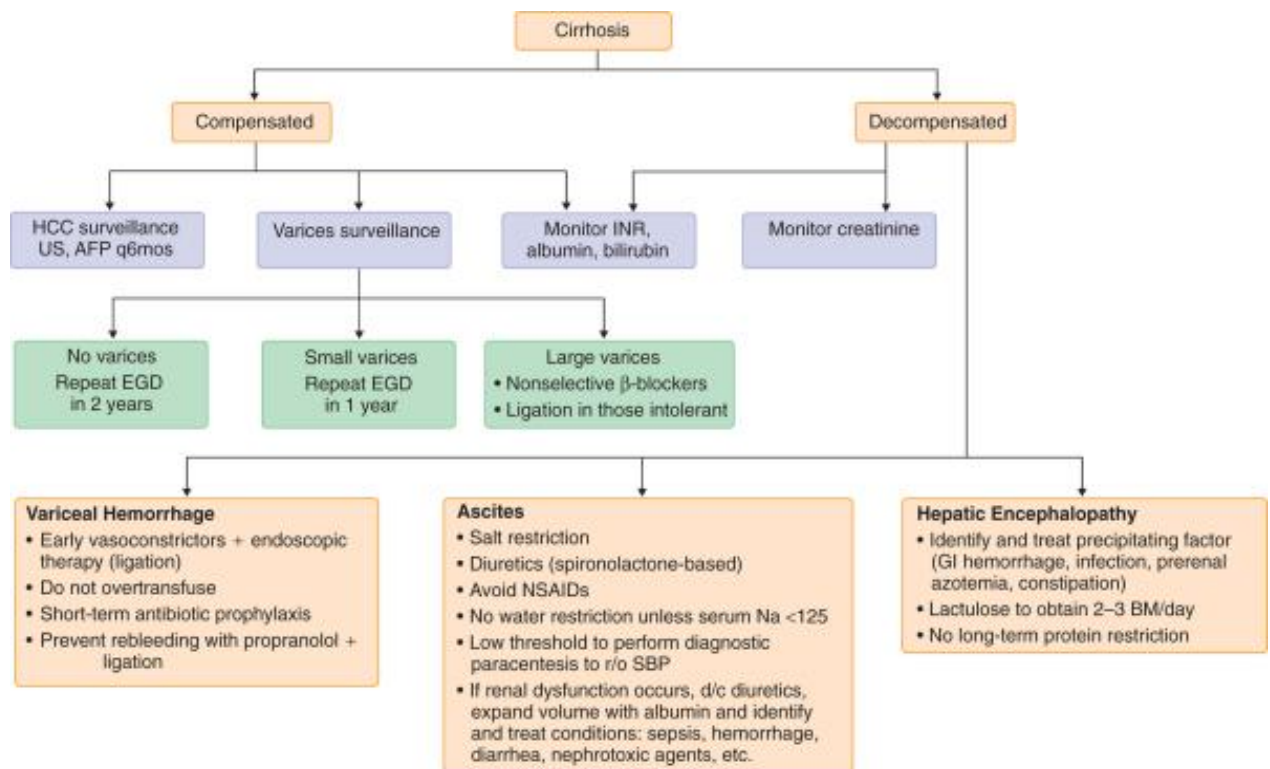 Cirrhosis
Compensated
Decompensated
HCC surveillance
US, AFP q6mos
Varices surveillance
Monitor INR,
albumin, bilirubin
Monitor creatinine
No varices
Repeat EGD
in 2 years
Small varices
Repeat EGD
in 1 year
Large varices
• Nonselective β-blockers
• Ligation in those intolerant
Variceal Hemorrhage
• Early vasoconstrictors + endoscopic
therapy (ligation)
• Do not overtransfuse
• Short-term antibiotic prophylaxis
• Prevent rebleeding with propranolol +
ligation
Ascites
• Salt restriction
• Diuretics (spironolactone-based)
• Avoid NSAIDs
• No water restriction unless serum Na <125
• Low threshold to perform diagnostic
paracentesis to r/o SBP
• If renal dysfunction occurs, d/c diuretics,
expand volume with albumin and identify
and treat conditions: sepsis, hemorrhage,
diarrhea, nephrotoxic agents, etc.
Hepatic Encephalopathy
• Identify and treat precipitating factor
(GI hemorrhage, infection, prerenal
azotemia, constipation)
• Lactulose to obtain 2–3 BM/day
• No long-term protein restriction